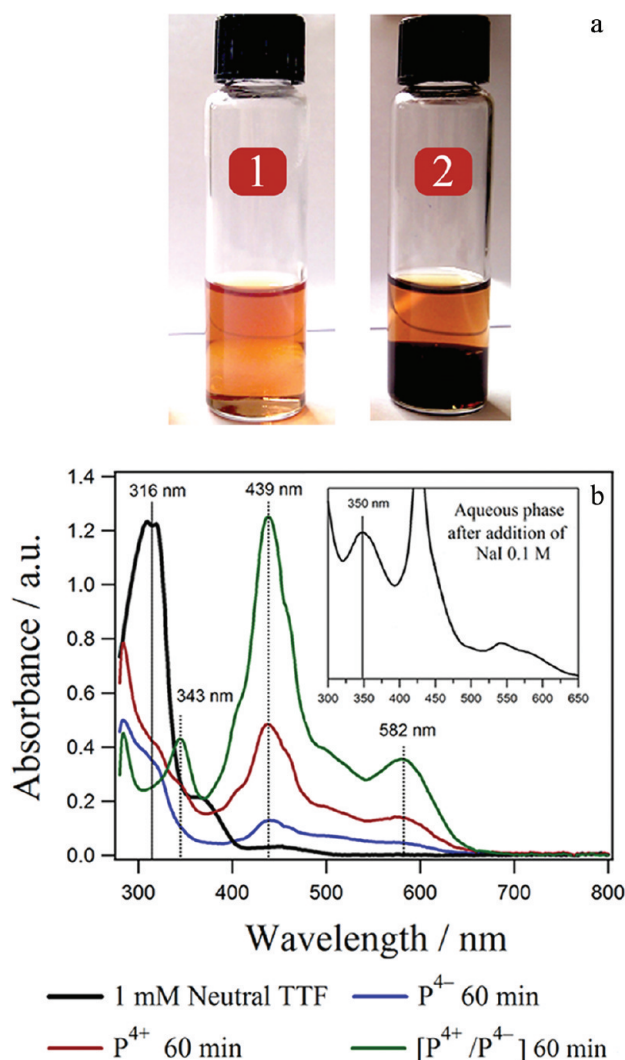 a
1
2
b
316 nm
439 nm
343 nm
582 nm
350 nm
Aqueous phase
after addition of
NaI 0.1 M
300 350 400 450 500 550 600 650
1.4
1.2
1.0
0.8
0.6
0.4
0.2
0.0
Absorbance / a.u.
300 400 500 600 700 800
Wavelength / nm
1 mM Neutral TTF
P⁴⁻ 60 min
P⁴⁺ 60 min
[P⁴⁺ /P⁴⁻] 60 min